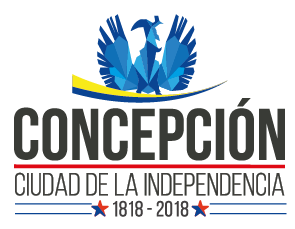 CONCEPCIÓN
CIUDAD DE LA INDEPENDENCIA
1818 - 2018